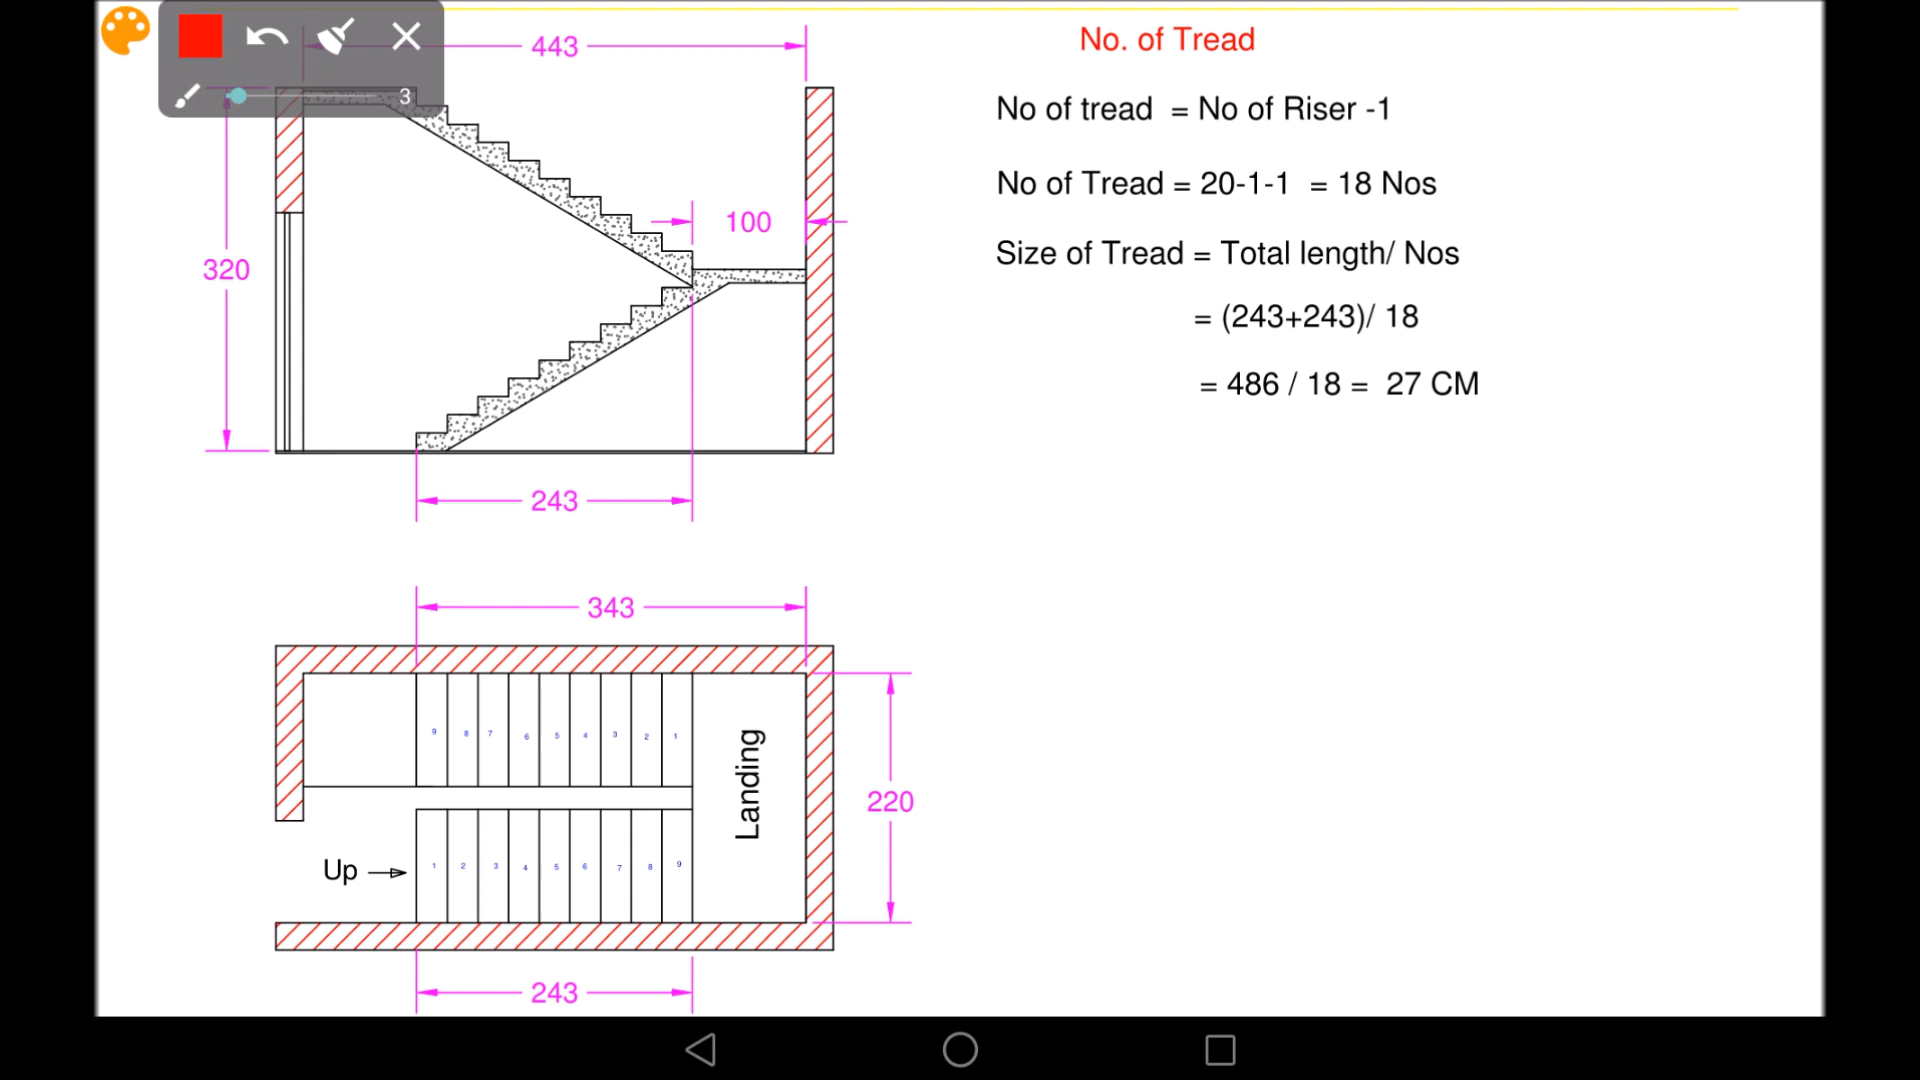 3
443
320
100
243
No. of Tread
No of tread = No of Riser -1
No of Tread = 20-1-1 = 18 Nos
Size of Tread = Total length/ Nos
= (243+243)/ 18
= 486 / 18 = 27 CM
343
9 8 7 6 5 4 3 2 1
Landing
220
Up
1 2 3 4 5 6 7 8 9
243